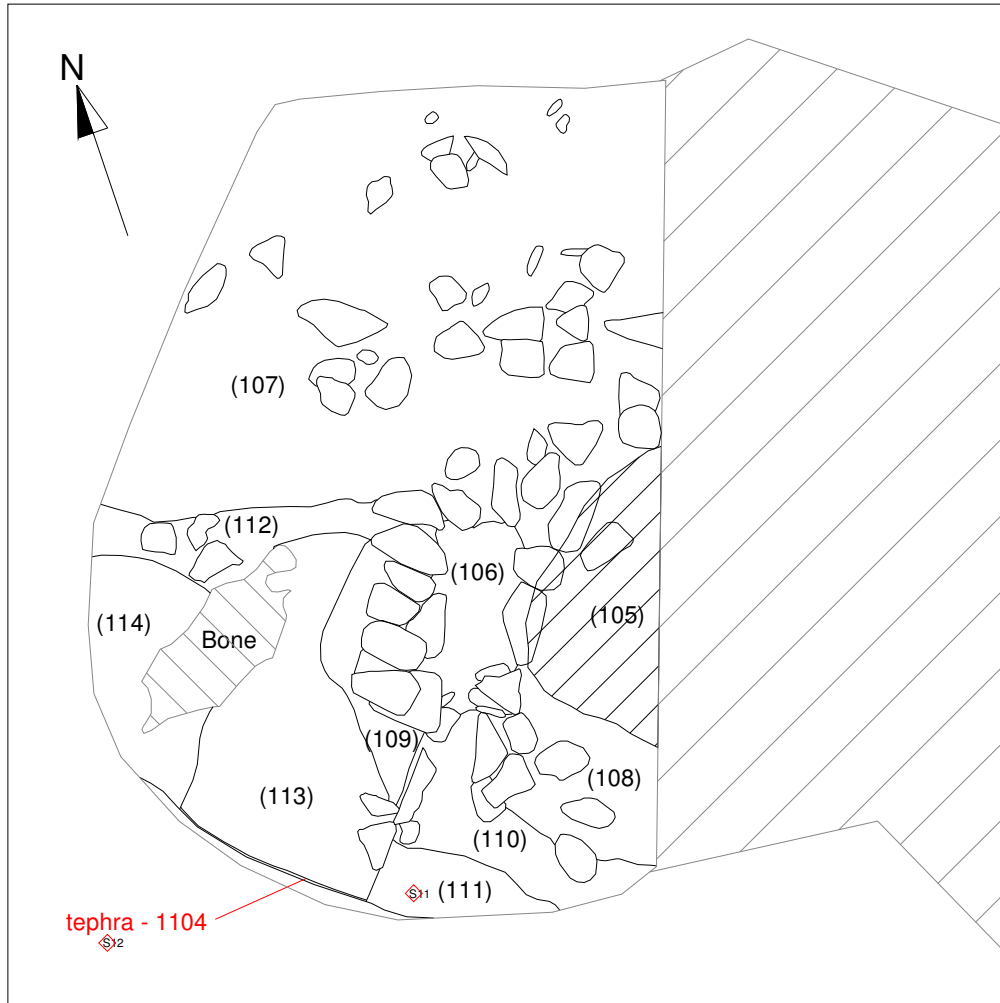 N
(107)
(112)
(106)
(114)
(105)
Bone
(109)
(108)
(113)
(110)
S11 (111)
tephra - 1104
S12